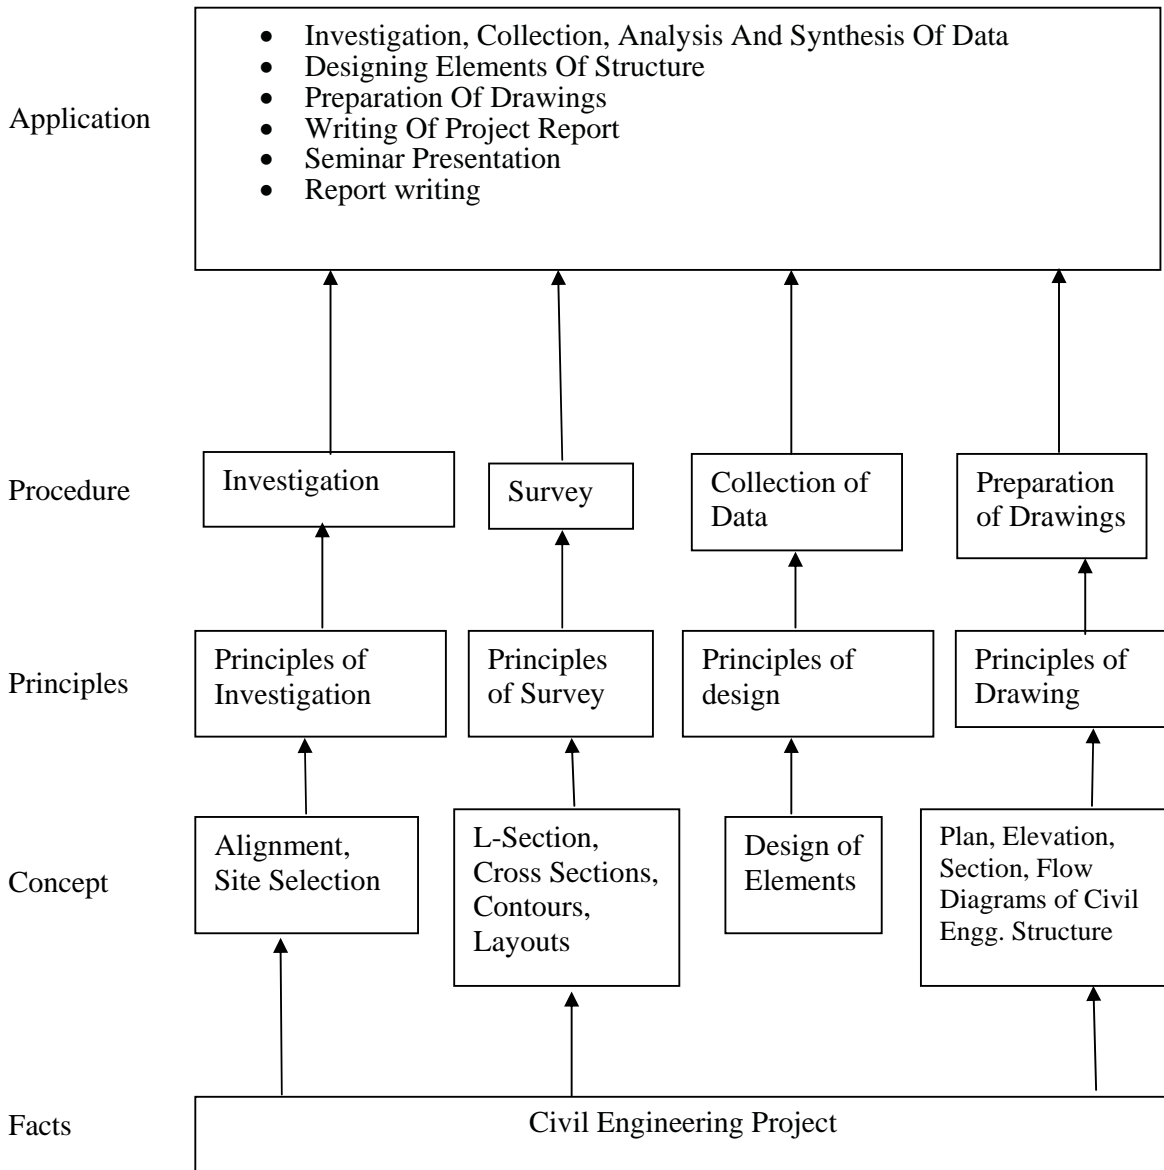 Application
• Investigation, Collection, Analysis And Synthesis Of Data
• Designing Elements Of Structure
• Preparation Of Drawings
• Writing Of Project Report
• Seminar Presentation
• Report writing
Procedure
Investigation
Survey
Collection of
Data
Preparation
of Drawings
Principles
Principles of
Investigation
Principles
of Survey
Principles of
design
Principles of
Drawing
Concept
Alignment,
Site Selection
L-Section,
Cross Sections,
Contours,
Layouts
Design of
Elements
Plan, Elevation,
Section, Flow
Diagrams of Civil
Engg. Structure
Facts
Civil Engineering Project